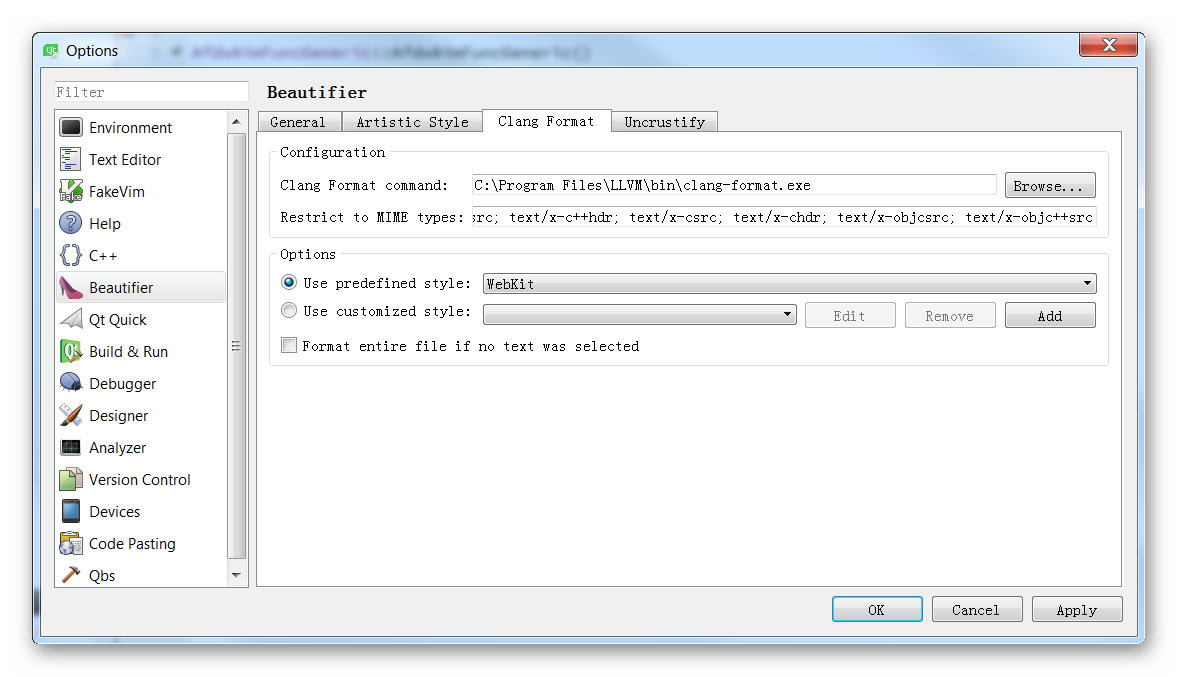 Options
Filter
Environment
Text Editor
FakeVim
Help
C++
Beautifier
Qt Quick
Build & Run
Debugger
Designer
Analyzer
Version Control
Devices
Code Pasting
Qbs
Beautifier
General Artistic Style Clang Format Uncrustify
Configuration
Clang Format command: C:\Program Files\LLVM\bin\clang-format.exe Browse...
Restrict to MIME types: src; text/x-c++hdr; text/x-csrc; text/x-chdr; text/x-objcsrc; text/x-objc++src
Options
Use predefined style: WebKit
Use customized style: Edit Remove Add
Format entire file if no text was selected
OK Cancel Apply